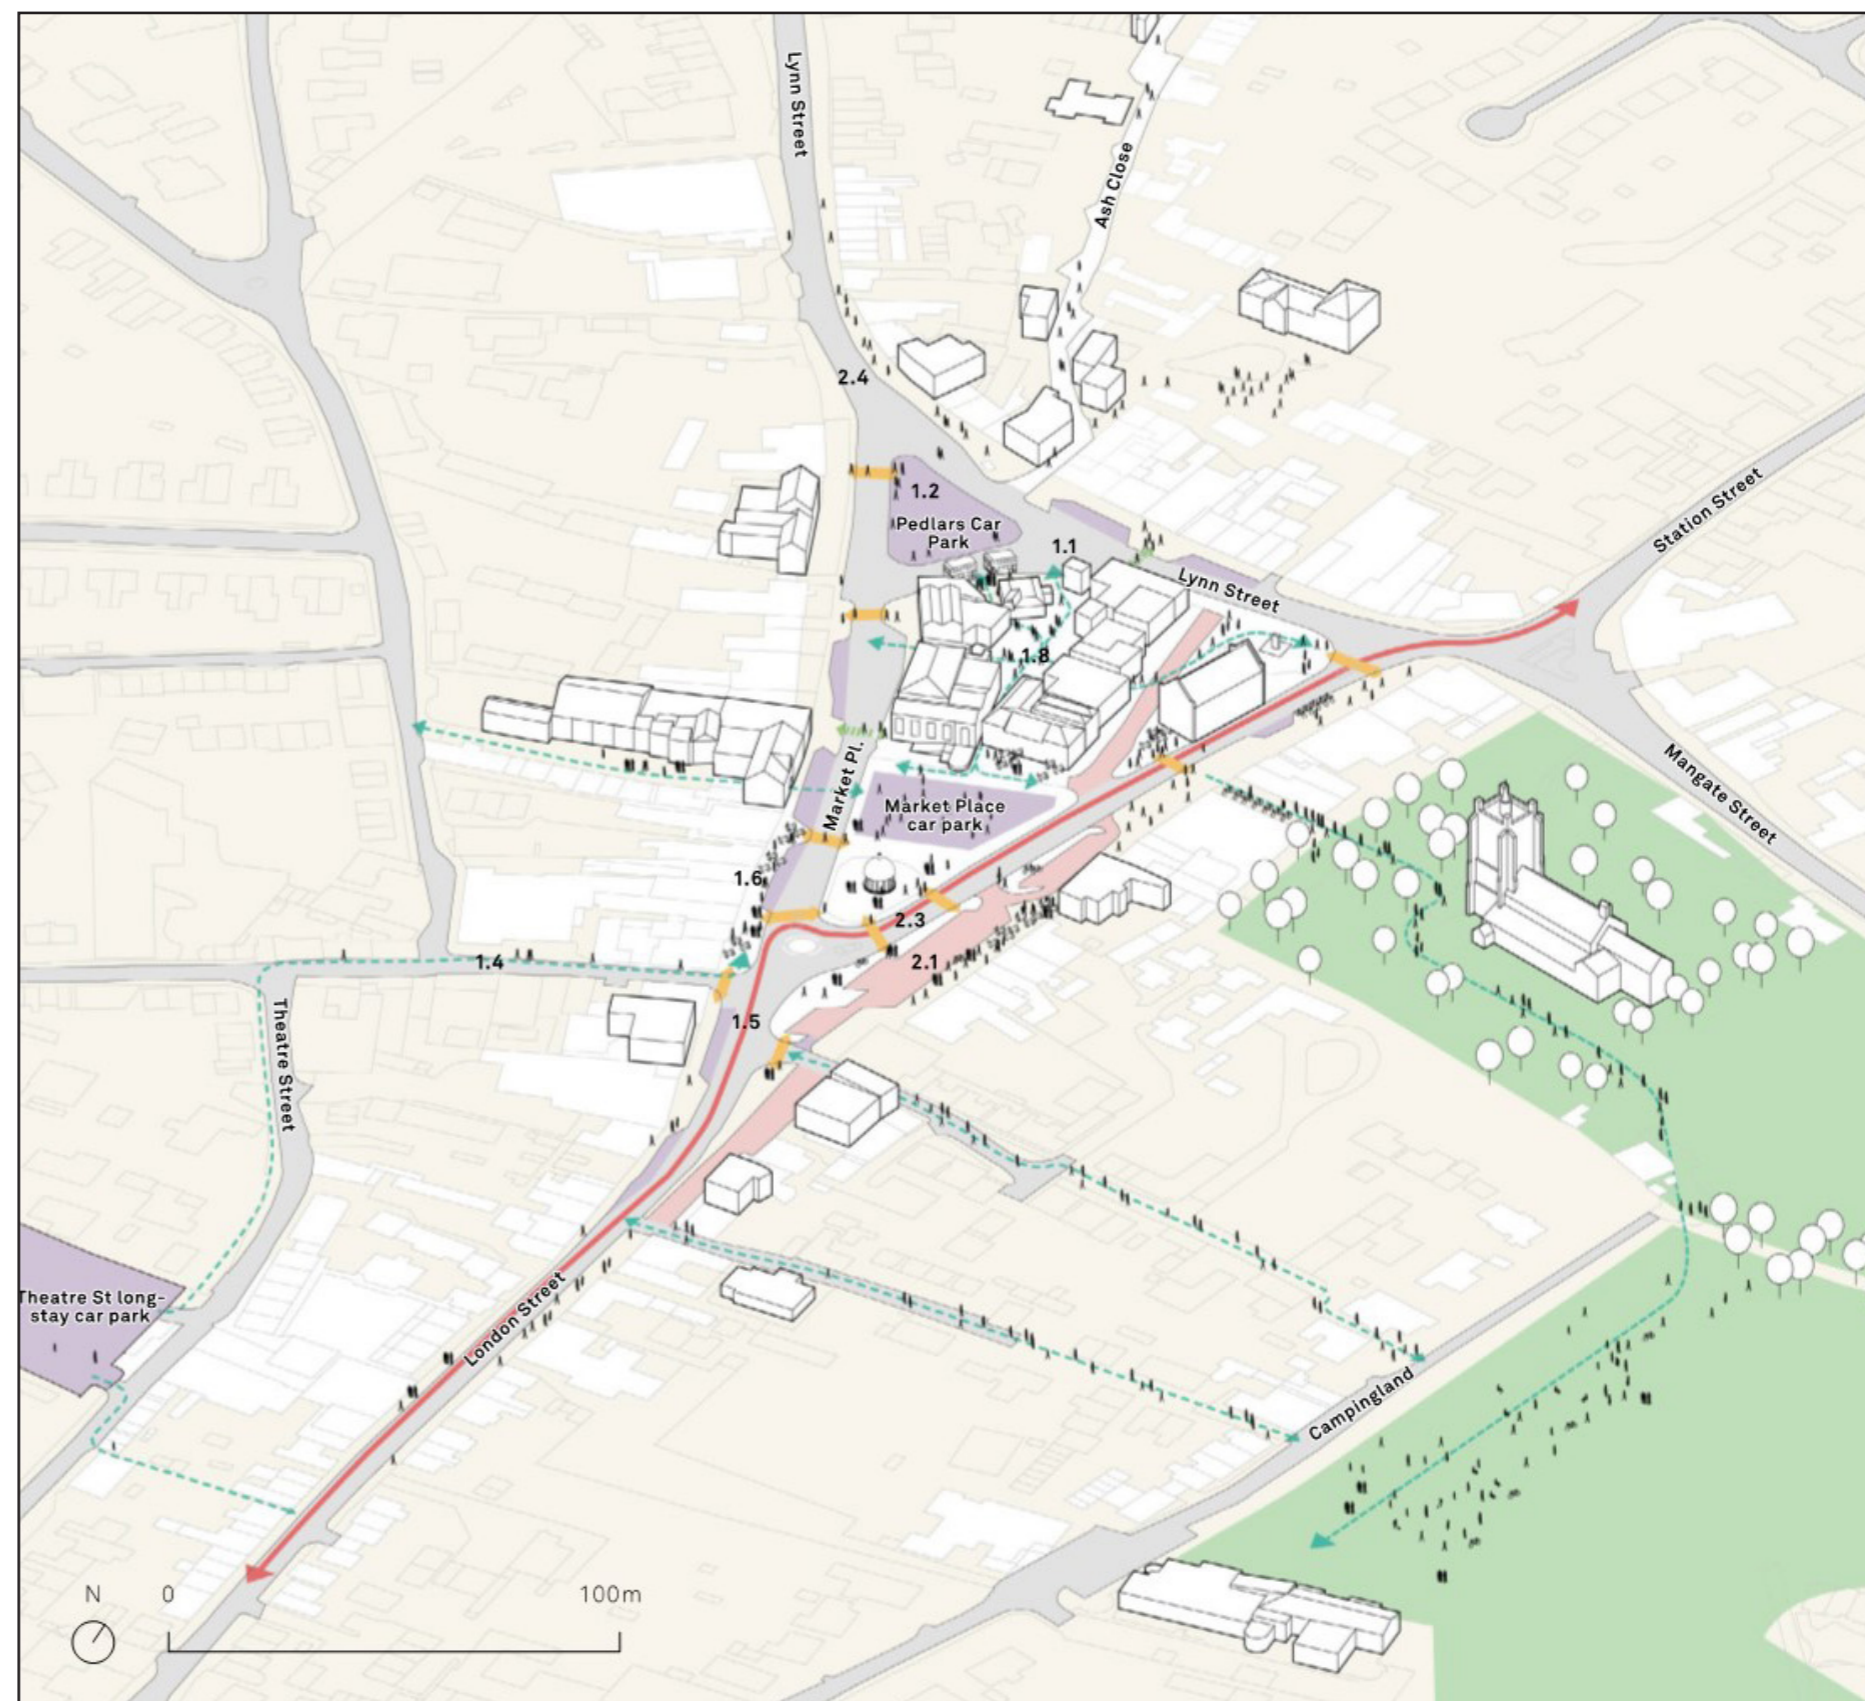 Lynn Street
Ash Close
2.4
1.2
Pedlars Car
Park
1.1
Station Street
Lynn Street
1.8
Market Pl.
Market Place
car park
Mangate Street
1.6
2.3
1.4
2.1
1.5
Theatre Street
Theatre St long-
stay car park
London Street
Campingland
N
0
100m